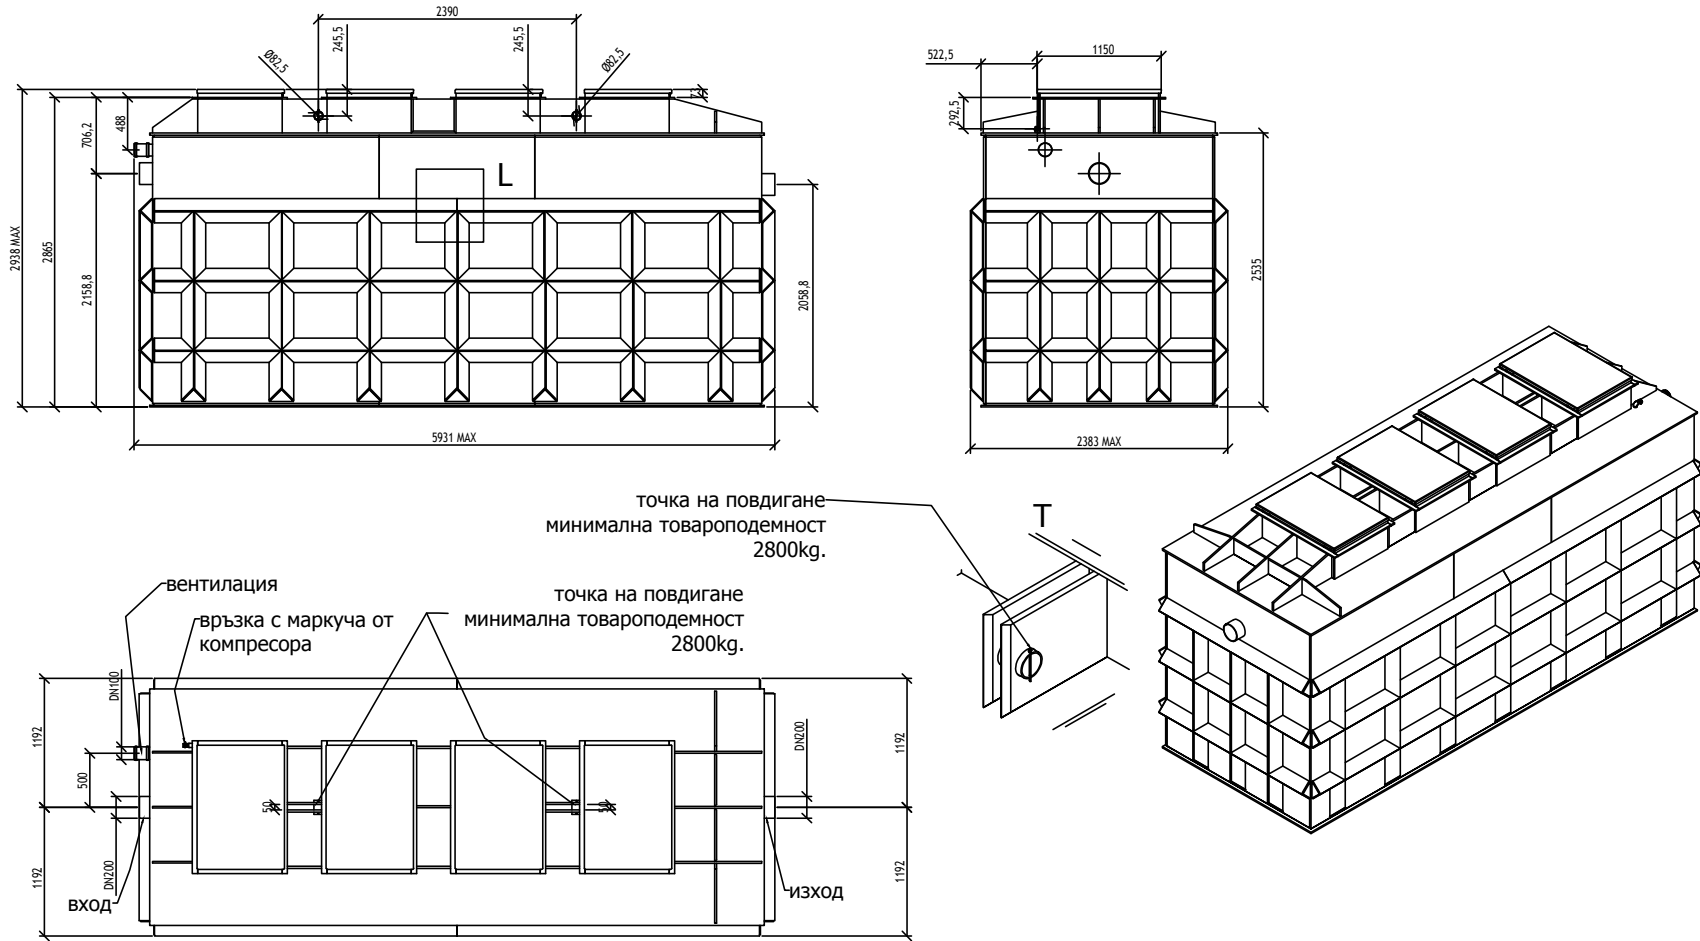 2390
245,5
245,5
Ø82,5
Ø82,5
73
2938 MAX
2865
706,2
488
2158,8
L
2058,8
5931 MAX
522,5
1150
292,5
2535
2383 MAX
точка на повдигане
минимална товароподемност
2800kg.
T
вентилация
връзка с маркуча от
компресора
точка на повдигане
минимална товароподемност
2800kg.
DN100
1192
500
50
50
DN200
1192
DN200
1192
1192
вход
изход